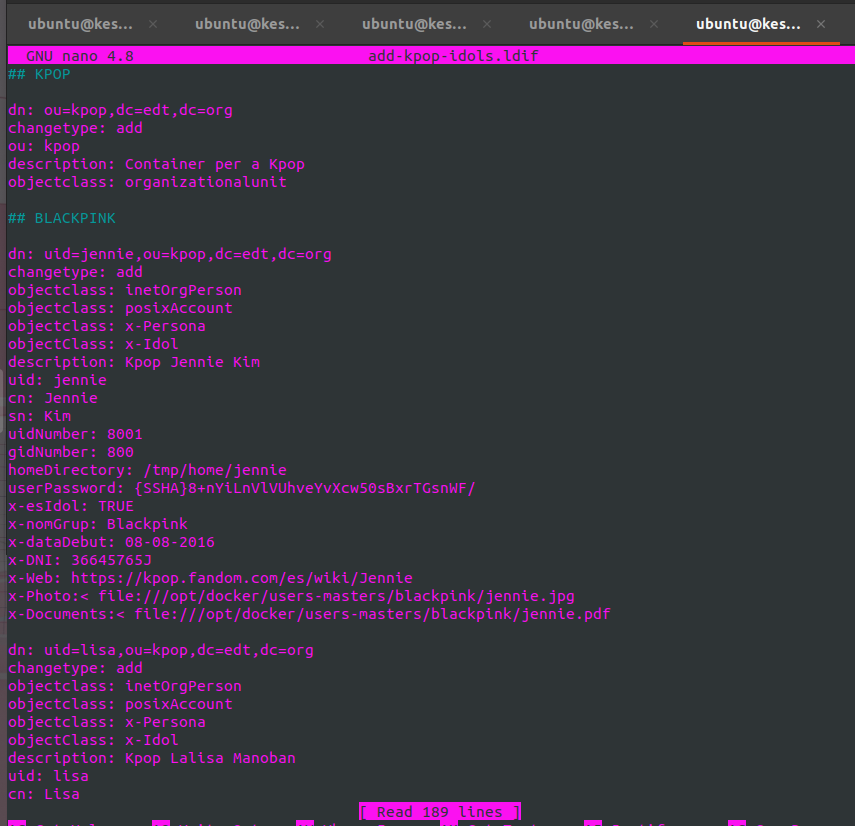 ubuntu@kes... × ubuntu@kes... × ubuntu@kes... × ubuntu@kes... × ubuntu@kes... ×
GNU nano 4.8 add-kpop-idols.ldif
## KPOP

dn: ou=kpop,dc=edt,dc=org
changetype: add
ou: kpop
description: Container per a Kpop
objectclass: organizationalunit

## BLACKPINK

dn: uid=jennie,ou=kpop,dc=edt,dc=org
changetype: add
objectclass: inetOrgPerson
objectclass: posixAccount
objectclass: x-Persona
objectClass: x-Idol
description: Kpop Jennie Kim
uid: jennie
cn: Jennie
sn: Kim
uidNumber: 8001
gidNumber: 800
homeDirectory: /tmp/home/jennie
userPassword: {SSHA}8+nYiLnVlVUhveYvXcw50sBxrTGsnWF/
x-esIdol: TRUE
x-nomGrup: Blackpink
x-dataDebut: 08-08-2016
x-DNI: 36645765J
x-Web: https://kpop.fandom.com/es/wiki/Jennie
x-Photo:< file:///opt/docker/users-masters/blackpink/jennie.jpg
x-Documents:< file:///opt/docker/users-masters/blackpink/jennie.pdf

dn: uid=lisa,ou=kpop,dc=edt,dc=org
changetype: add
objectclass: inetOrgPerson
objectclass: posixAccount
objectclass: x-Persona
objectClass: x-Idol
description: Kpop Lalisa Manoban
uid: lisa
cn: Lisa
[ Read 189 lines ]